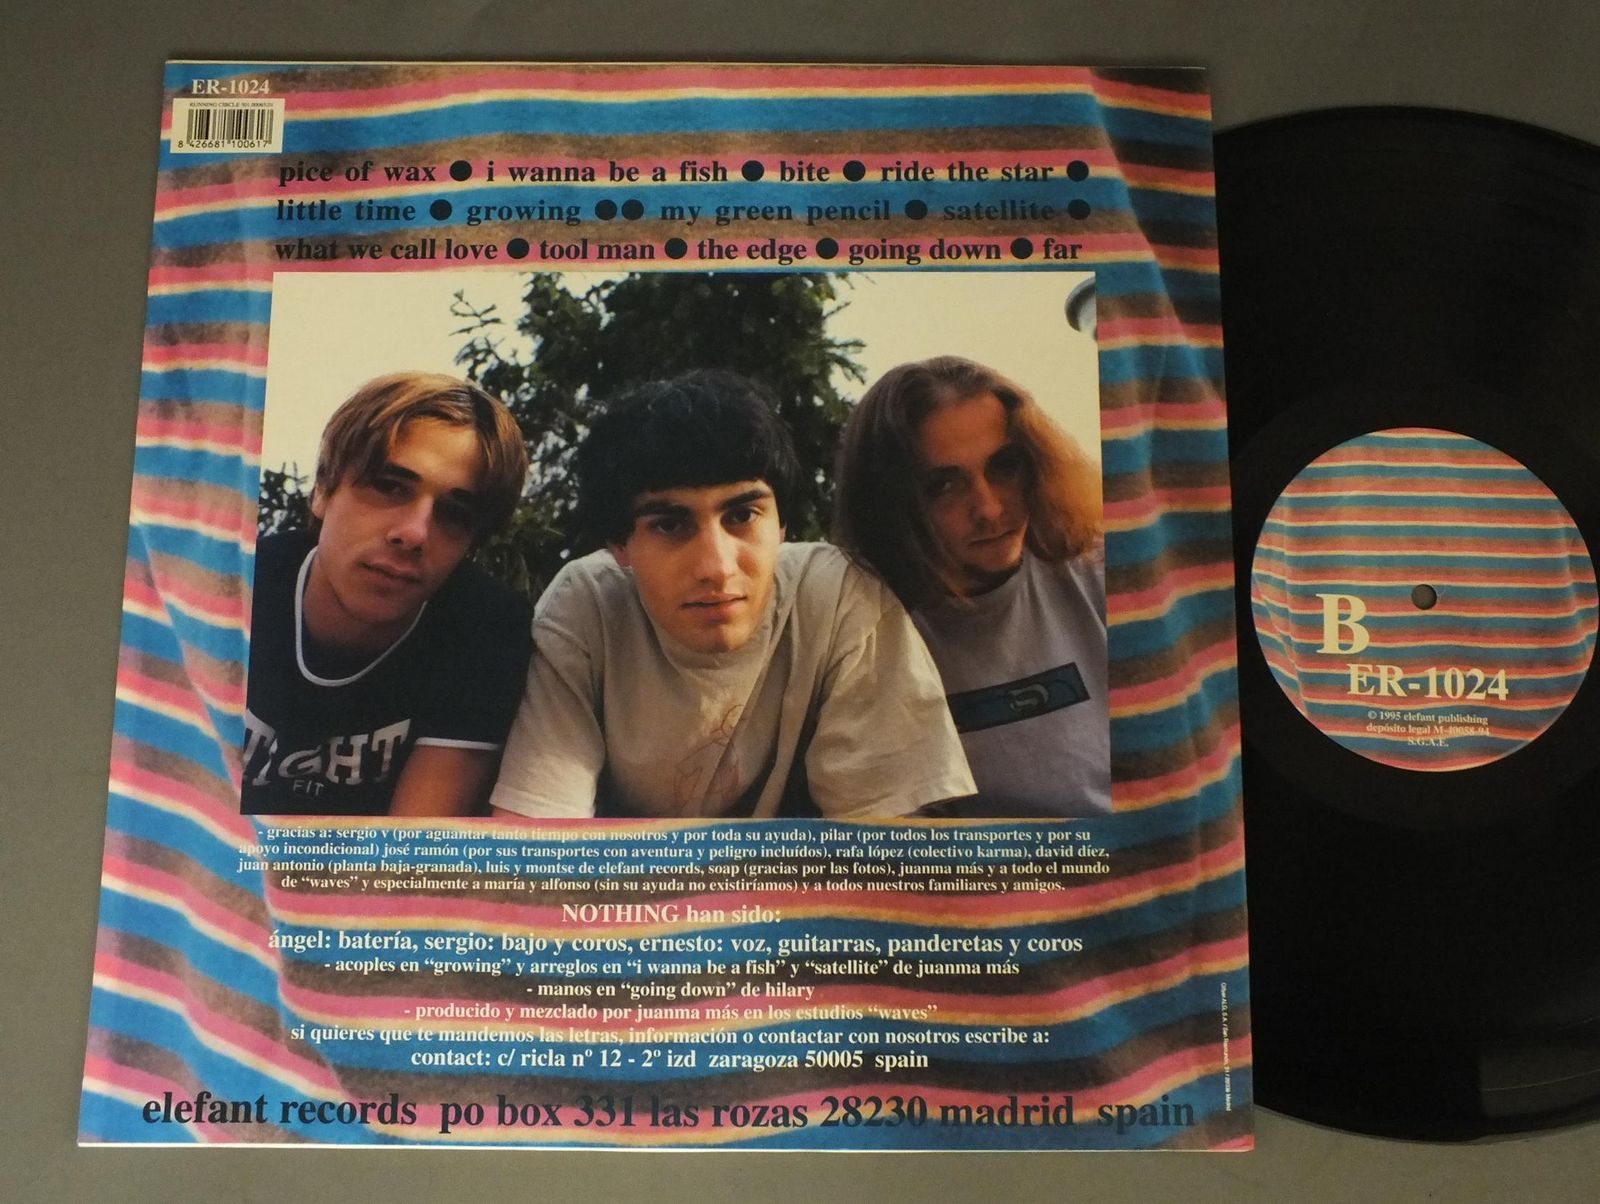 ER-1024
RUNNING CIRCLE
8 426681 100617
pice of wax ● i wanna be a fish ● bite ● ride the star ●
little time ● growing ●● my green pencil ● satellite ●
what we call love ● tool man ● the edge ● going down ● far
TIGHT
FIT
- gracias a: sergio v (por aguantar tanto tiempo con nosotros y por toda su ayuda), pilar (por todos los transportes y por su
apoyo incondicional) josé ramón (por sus transportes con aventura y peligro incluídos), rafa lópez (colectivo karma), david díez,
juan antonio (planta baja-granada), luis y montse de elefant records, soap (gracias por las fotos), juanma más y a todo el mundo
de “waves” y especialmente a maría y alfonso (sin su ayuda no existiríamos) y a todos nuestros familiares y amigos.
NOTHING han sido:
ángel: batería, sergio: bajo y coros, ernesto: voz, guitarras, panderetas y coros
- acoples en “growing” y arreglos en “i wanna be a fish” y “satellite” de juanma más
- manos en “going down” de hilary
- producido y mezclado por juanma más en los estudios “waves”
si quieres que te mandemos las letras, información o contactar con nosotros escribe a:
contact: c/ ricla nº 12 - 2º izd zaragoza 50005 spain
elefant records po box 331 las rozas 28230 madrid spain
B
ER-1024
© 1995 elefant publishing
depósito legal M-40058-94
S.G.A.E.